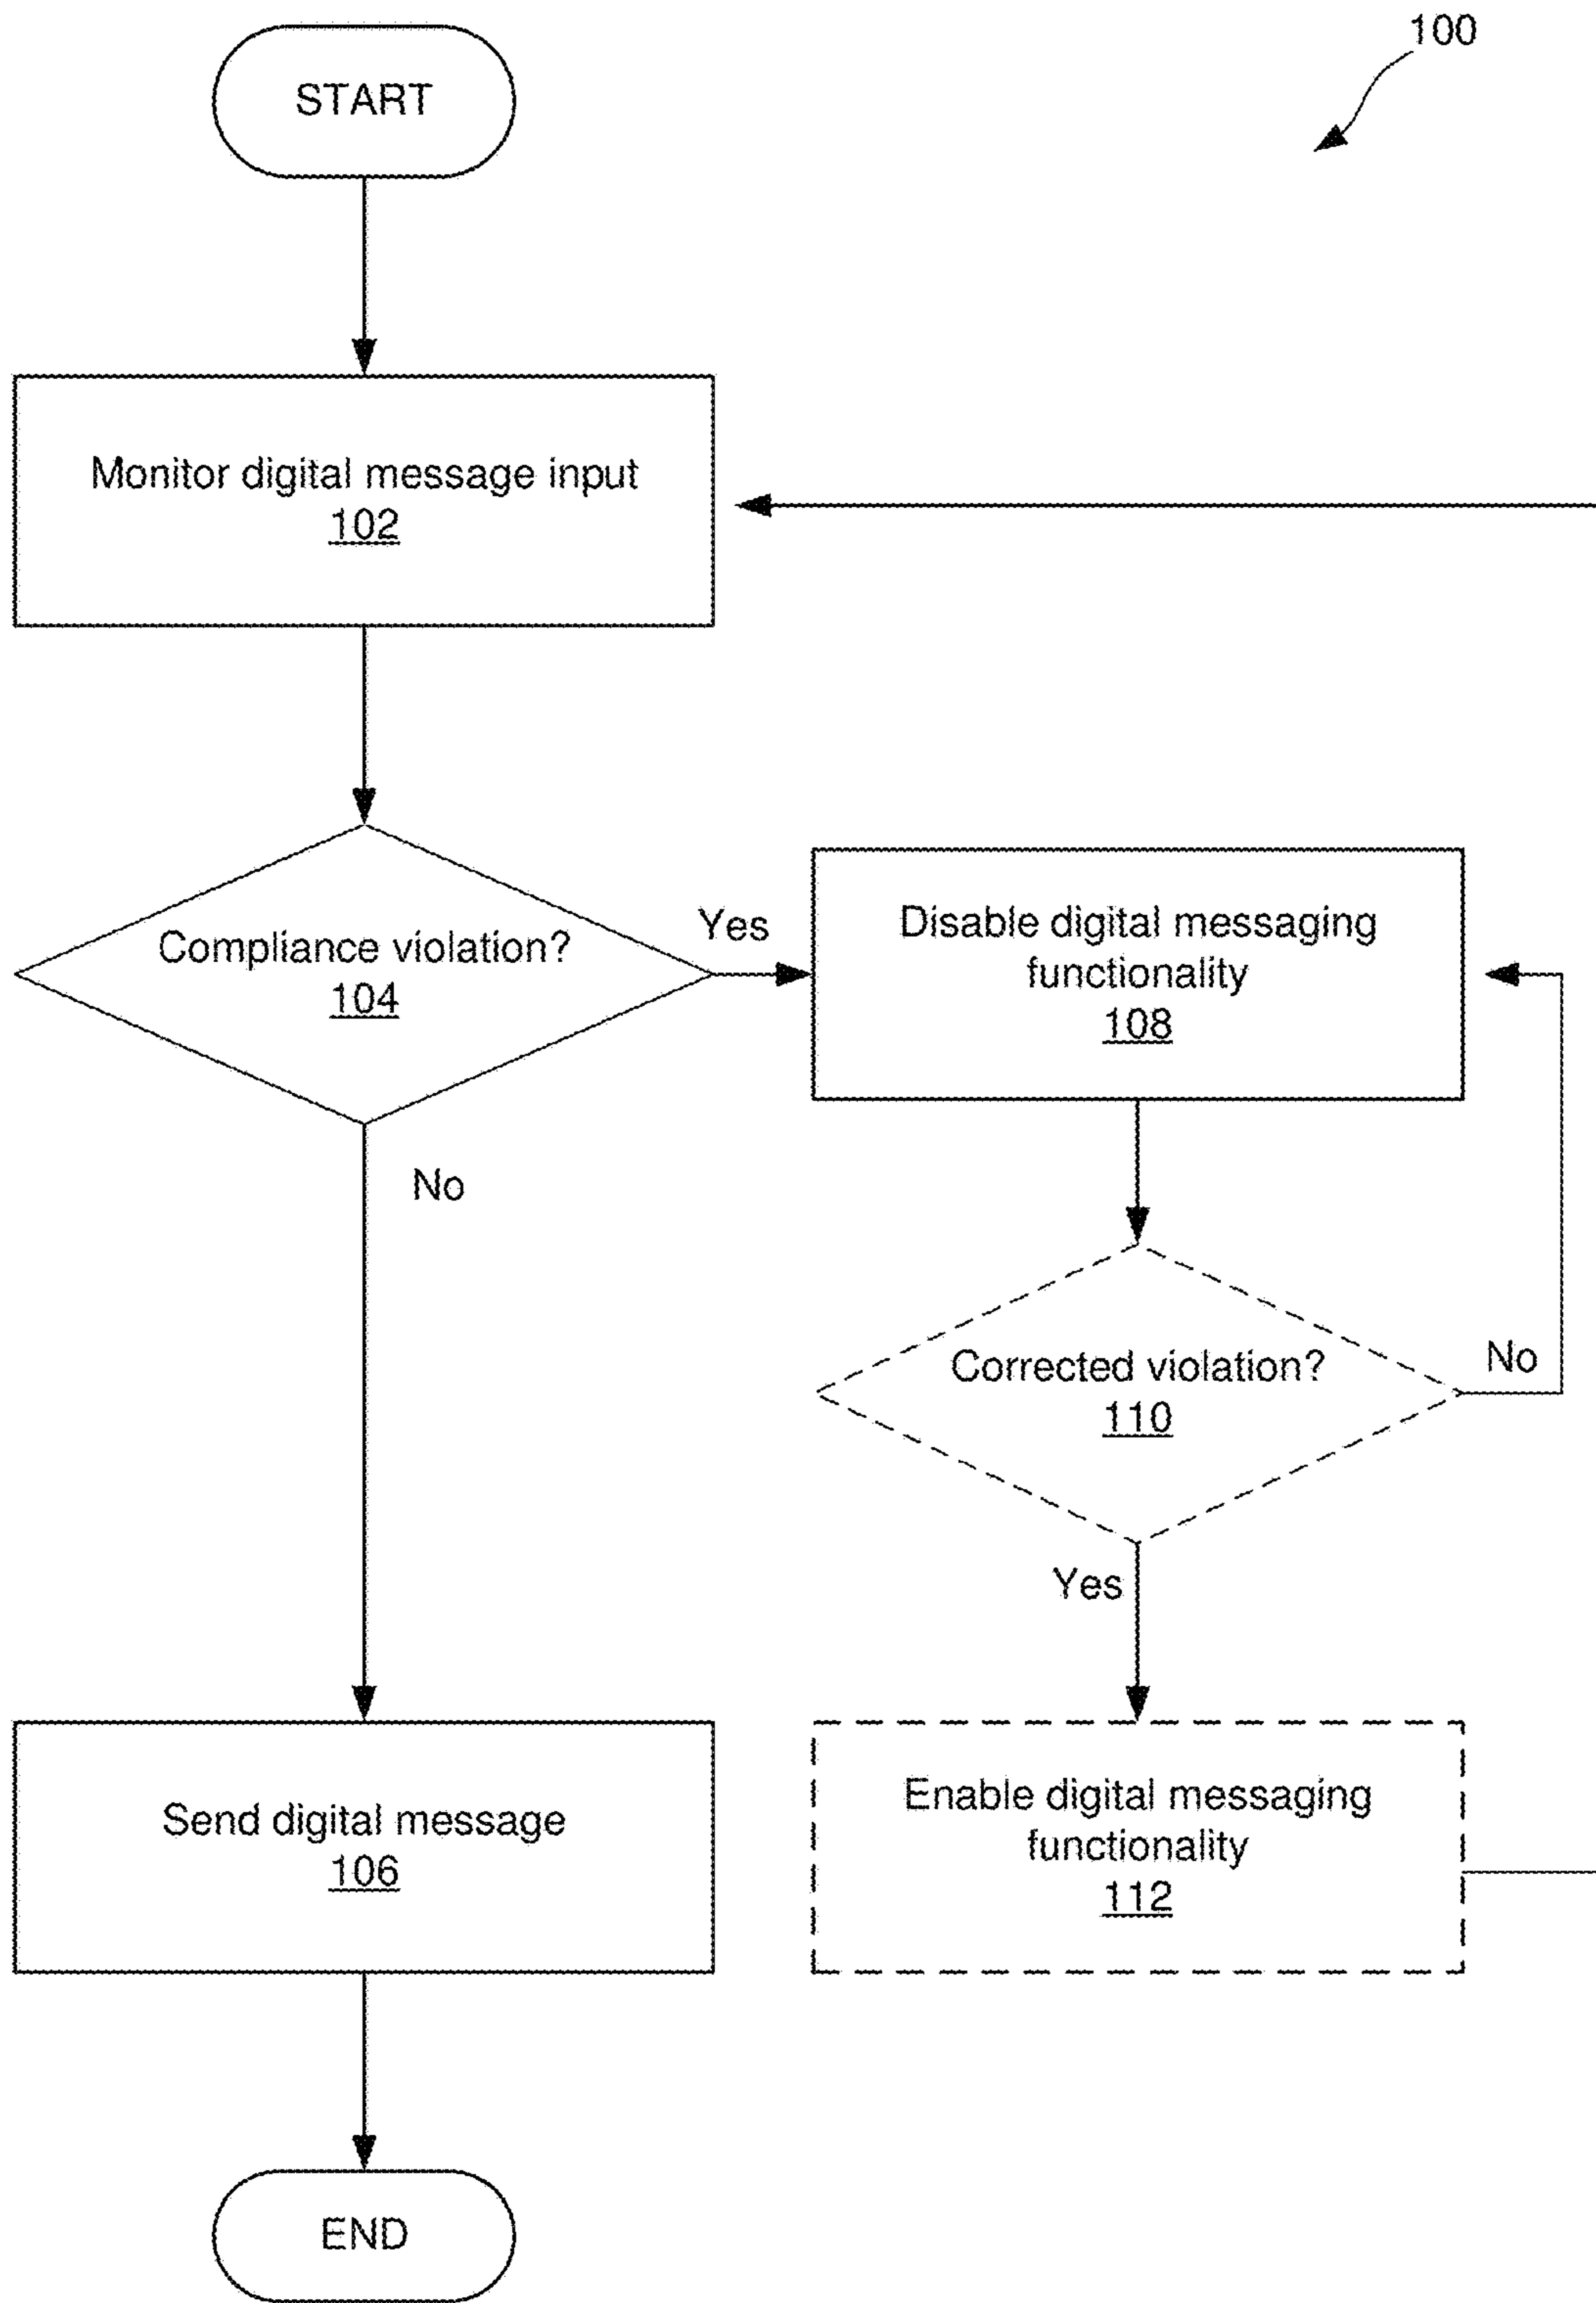 100
START
Monitor digital message input
102
Compliance violation?
104
Yes
No
Disable digital messaging
functionality
108
Corrected violation?
110
No
Yes
Send digital message
106
Enable digital messaging
functionality
112
END